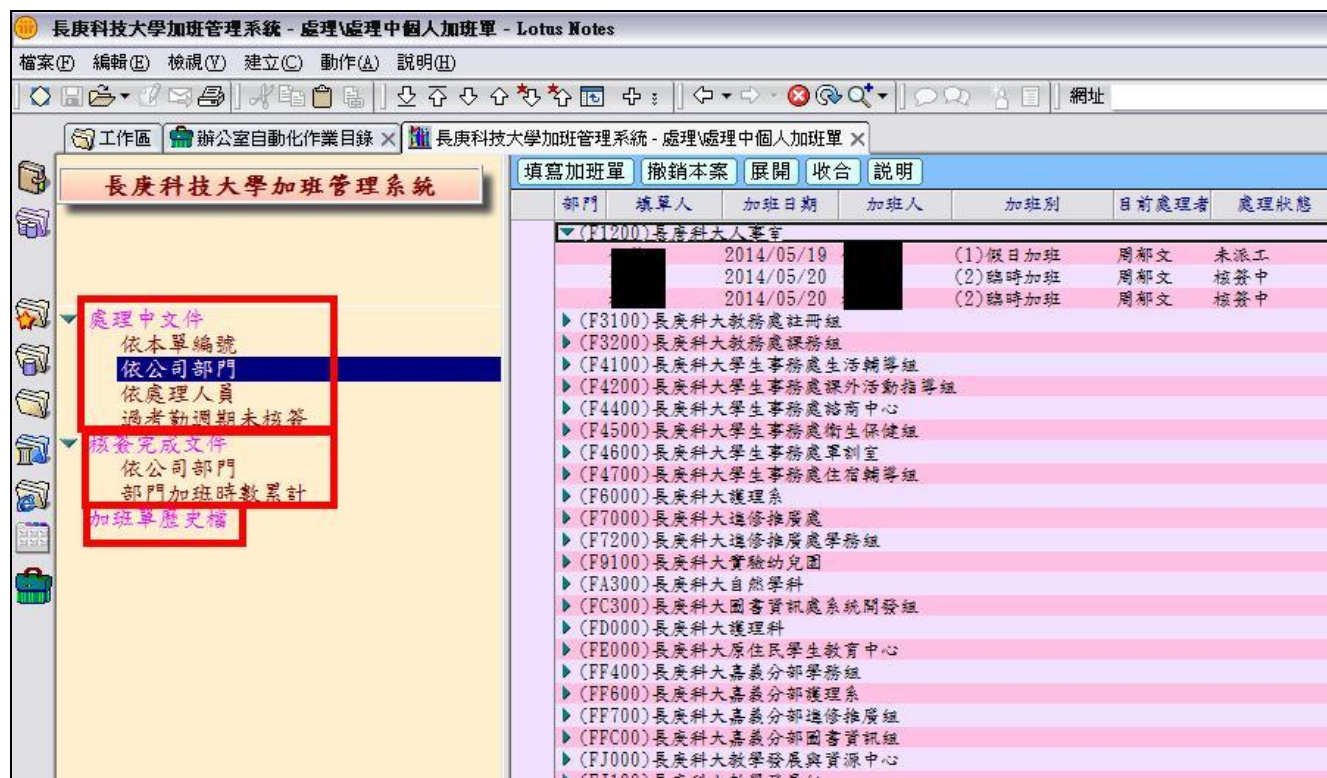 長庚科技大學加班管理系統 - 處理\處理中個人加班單 - Lotus Notes
檔案(F) 編輯(E) 檢視(V) 建立(C) 動作(A) 說明(H)
網址
工作區 辦公室自動化作業目錄 長庚科技大學加班管理系統 - 處理\處理中個人加班單
長庚科技大學加班管理系統
處理中文件
依本單編號
依公司部門
依處理人員
過考勤週期未核簽
核簽完成文件
依公司部門
部門加班時數累計
加班單歷史檔
填寫加班單 撤銷本案 展開 收合 說明
部門 填單人 加班日期 加班人 加班別 目前處理者 處理狀態
(F1200)長庚科大人事室
2014/05/19 (1)假日加班 周郁文 未派工
2014/05/20 (2)臨時加班 周郁文 核簽中
2014/05/20 (2)臨時加班 周郁文 核簽中
(F3100)長庚科大教務處註冊組
(F3200)長庚科大教務處課務組
(F4100)長庚科大學生事務處生活輔導組
(F4200)長庚科大學生事務處課外活動指導組
(F4400)長庚科大學生事務處諮商中心
(F4500)長庚科大學生事務處衛生保健組
(F4600)長庚科大學生事務處軍訓室
(F4700)長庚科大學生事務處住宿輔導組
(F6000)長庚科大護理系
(F7000)長庚科大進修推廣處
(F7200)長庚科大進修推廣處學務組
(F9100)長庚科大實驗幼兒園
(FA300)長庚科大自然學科
(FC300)長庚科大圖書資訊處系統開發組
(FD000)長庚科大護理科
(FE000)長庚科大原住民學生教育中心
(FF400)長庚科大嘉義分部學務組
(FF600)長庚科大嘉義分部護理系
(FF700)長庚科大嘉義分部進修推廣組
(FFC00)長庚科大嘉義分部圖書資訊組
(FJ000)長庚科大教學發展與資源中心